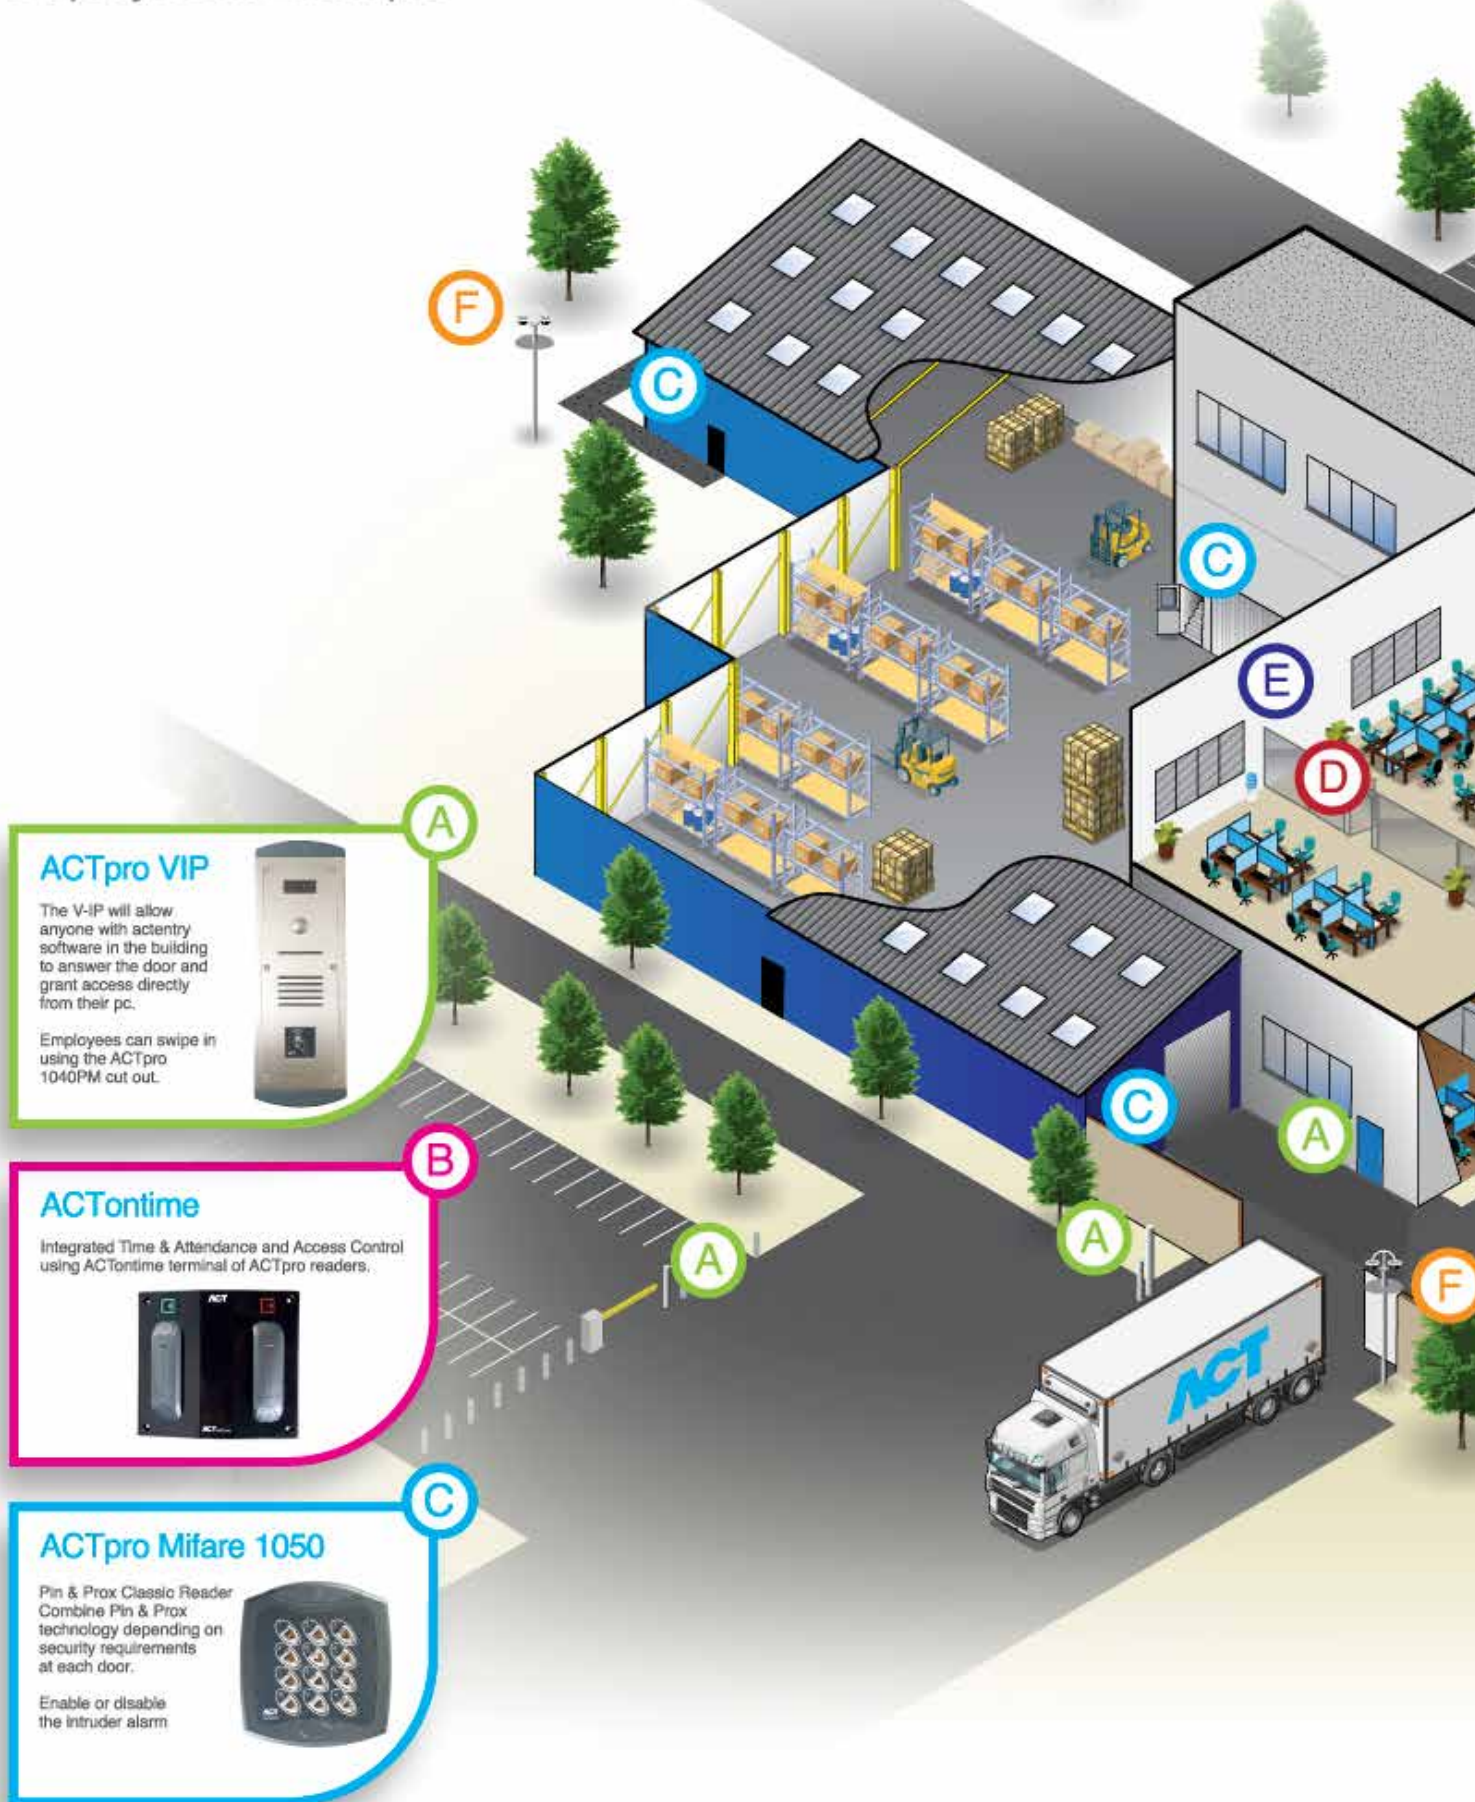 F
C
C
E
D
A
ACTpro VIP
The V-IP will allow
anyone with actentry
software in the building
to answer the door and
grant access directly
from their pc.
Employees can swipe in
using the ACTpro
1040PM cut out.
C
A
B
ACTontime
Integrated Time & Attendance and Access Control
using ACTontime terminal of ACTpro readers.
ACT
A
A
F
ACT
C
ACTpro Mifare 1050
Pin & Prox Classic Reader
Combine Pin & Prox
technology depending on
security requirements
at each door.
Enable or disable
the intruder alarm
ACT